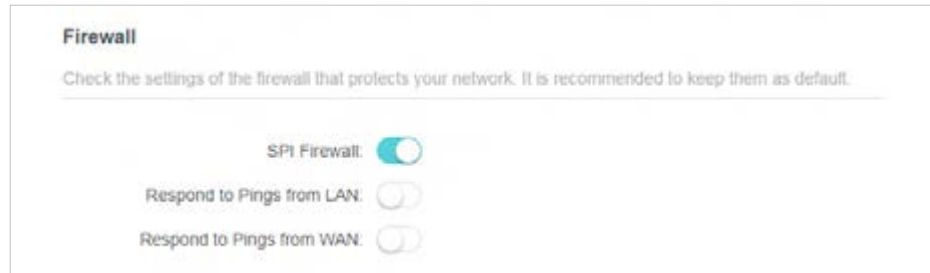 Firewall
Check the settings of the firewall that protects your network. It is recommended to keep them as default.
SPI Firewall:
Respond to Pings from LAN:
Respond to Pings from WAN: